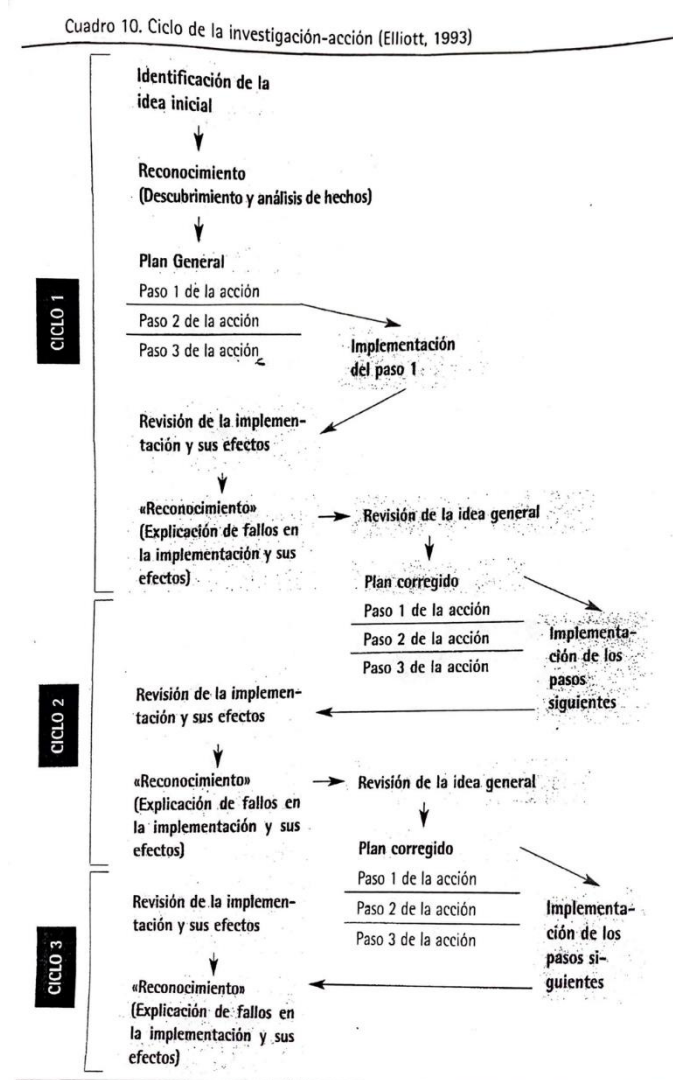 Cuadro 10. Ciclo de la investigación-acción (Elliott, 1993)
CICLO 1
Identificación de la
idea inicial
Reconocimiento
(Descubrimiento y análisis de hechos)
Plan General
Paso 1 de la acción
Paso 2 de la acción
Paso 3 de la acción
Implementación
del paso 1
Revisión de la implemen-
tación y sus efectos
«Reconocimiento»
(Explicación de fallos en
la implementación y sus
efectos)
Revisión de la idea general
Plan corregido
Paso 1 de la acción
Paso 2 de la acción
Paso 3 de la acción
Implementa-
ción de los
pasos
siguientes
CICLO 2
Revisión de la implemen-
tación y sus efectos
«Reconocimiento»
(Explicación de fallos en
la implementación y sus
efectos)
Revisión de la idea general
Plan corregido
Paso 1 de la acción
Paso 2 de la acción
Paso 3 de la acción
Implementa-
ción de los
pasos si-
guientes
CICLO 3
Revisión de la implemen-
tación y sus efectos
«Reconocimiento»
(Explicación de fallos en
la implementación y sus
efectos)